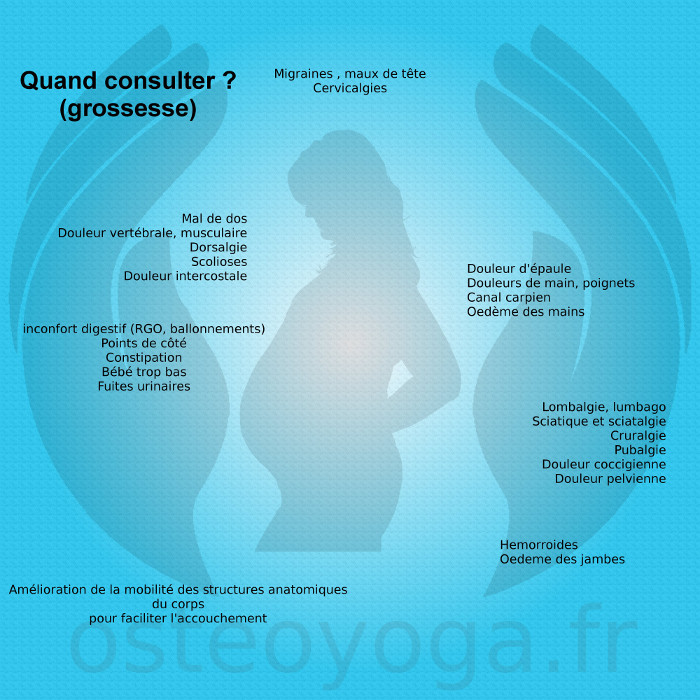 Quand consulter ?
(grossesse)
Migraines , maux de tête
Cervicalgies
Mal de dos
Douleur vertébrale, musculaire
Dorsalgie
Scolioses
Douleur intercostale
Douleur d'épaule
Douleurs de main, poignets
Canal carpien
Oedème des mains
inconfort digestif (RGO, ballonnements)
Points de côté
Constipation
Bébé trop bas
Fuites urinaires
Lombalgie, lumbago
Sciatique et sciatalgie
Cruralgie
Pubalgie
Douleur coccigienne
Douleur pelvienne
Hemorroides
Oedeme des jambes
Amélioration de la mobilité des structures anatomiques
du corps
pour faciliter l'accouchement
osteoyoga.fr